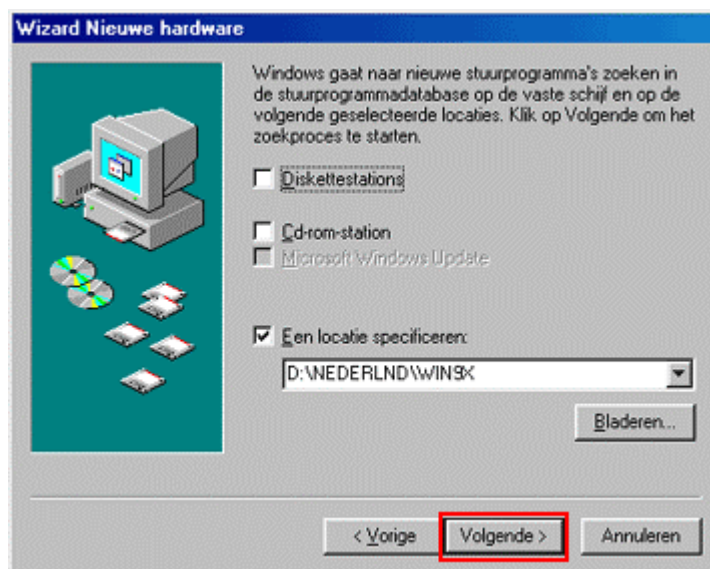 Wizard Nieuwe hardware
Windows gaat naar nieuwe stuurprogramma's zoeken in
de stuurprogrammadatabase op de vaste schijf en op de
volgende geselecteerde locaties. Klik op Volgende om het
zoekproces te starten.
Diskettestations
Cd-rom-station
Microsoft Windows Update
Een locatie specificeren:
D:\NEDERLND\WIN9X
Bladeren...
< Vorige
Volgende >
Annuleren